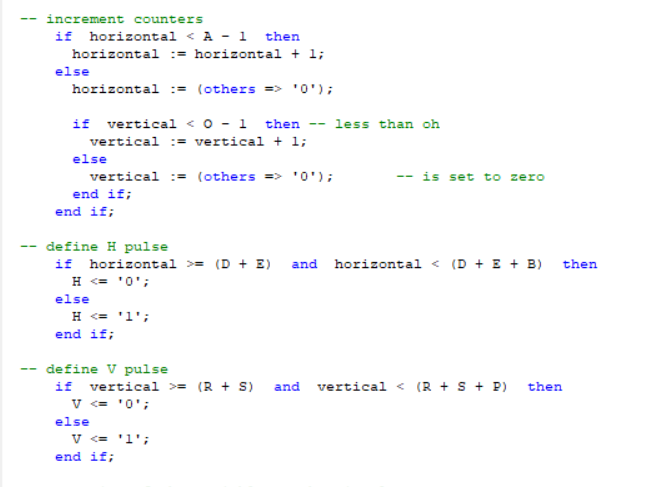 -- increment counters
if horizontal < A - 1 then
horizontal := horizontal + 1;
else
horizontal := (others => '0');
if vertical < O - 1 then -- less than oh
vertical := vertical + 1;
else
vertical := (others => '0'); -- is set to zero
end if;
end if;
-- define H pulse
if horizontal >= (D + E) and horizontal < (D + E + B) then
H <= '0';
else
H <= '1';
end if;
-- define V pulse
if vertical >= (R + S) and vertical < (R + S + P) then
V <= '0';
else
V <= '1';
end if;